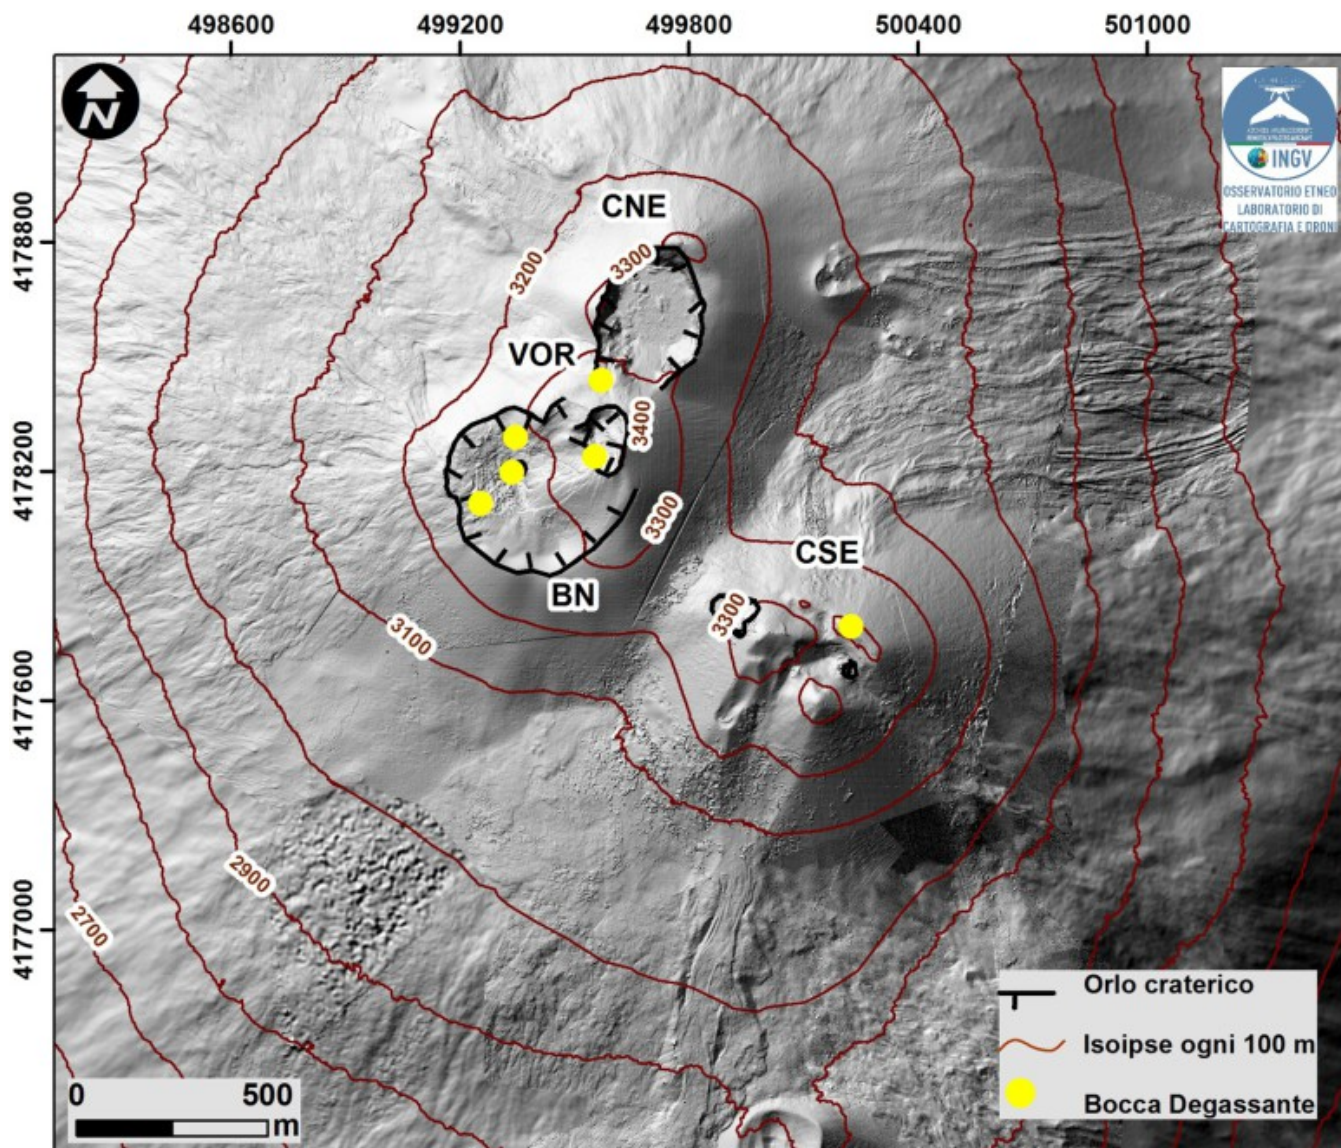 498600 499200 499800 500400 501000
4178800
4178200
4177600
4177000
N
INGV
OSSERVATORIO ETNEO
LABORATORIO DI
CARTOGRAFIA E DRONI
CNE
3300
3200
VOR
3400
3300
CSE
BN
3300
3100
2900
2700
Orlo craterico
Isoipse ogni 100 m
Bocca Degassante
0 500
m